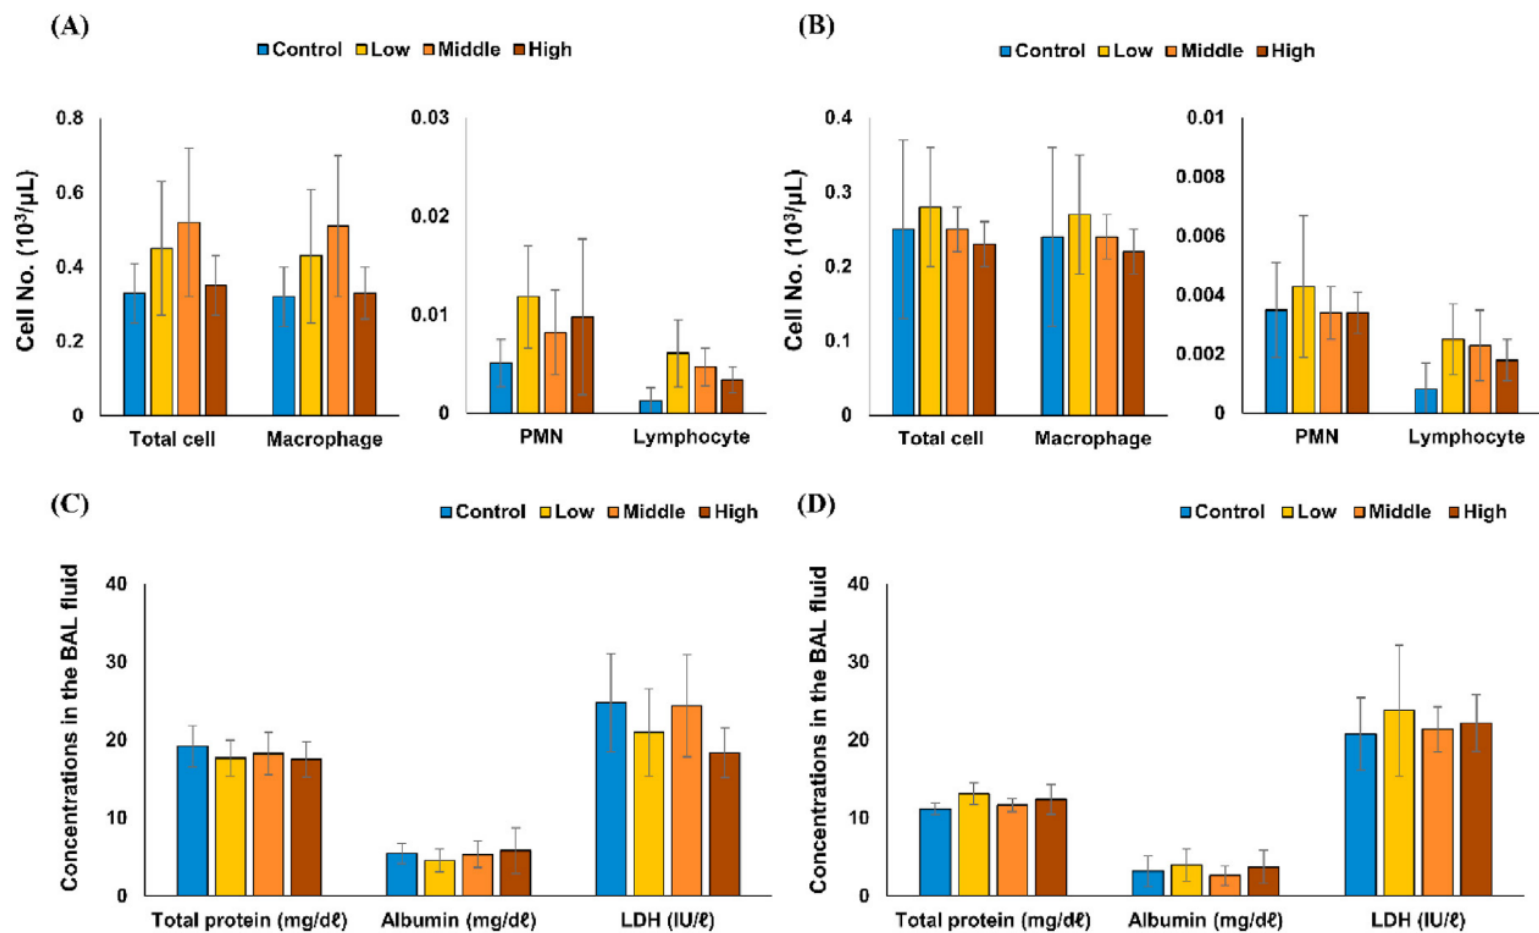 (A)
Control Low Middle High
Cell No. (10³/µL)
0.8
0.6
0.4
0.2
0
Total cell Macrophage
0.03
0.02
0.01
0
PMN Lymphocyte
(B)
Control Low Middle High
Cell No. (10³/µL)
0.4
0.3
0.2
0.1
0
Total cell Macrophage
0.01
0.008
0.006
0.004
0.002
0
PMN Lymphocyte
(C)
Control Low Middle High
Concentrations in the BAL fluid
40
30
20
10
0
Total protein (mg/dℓ) Albumin (mg/dℓ) LDH (IU/ℓ)
(D)
Control Low Middle High
Concentrations in the BAL fluid
40
30
20
10
0
Total protein (mg/dℓ) Albumin (mg/dℓ) LDH (IU/ℓ)